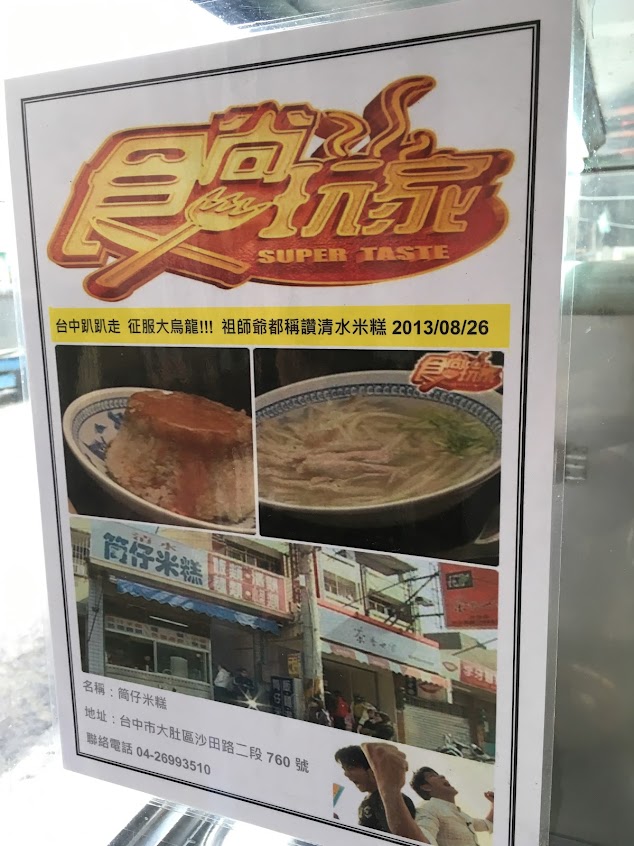 食尚玩家
SUPER TASTE
台中趴趴走 征服大烏龍!!! 祖師爺都稱讚清水米糕 2013/08/26
食尚玩家
清水
筒仔米糕
名稱：筒仔米糕
地址：台中市大肚區沙田路二段 760 號
聯絡電話 04-26993510